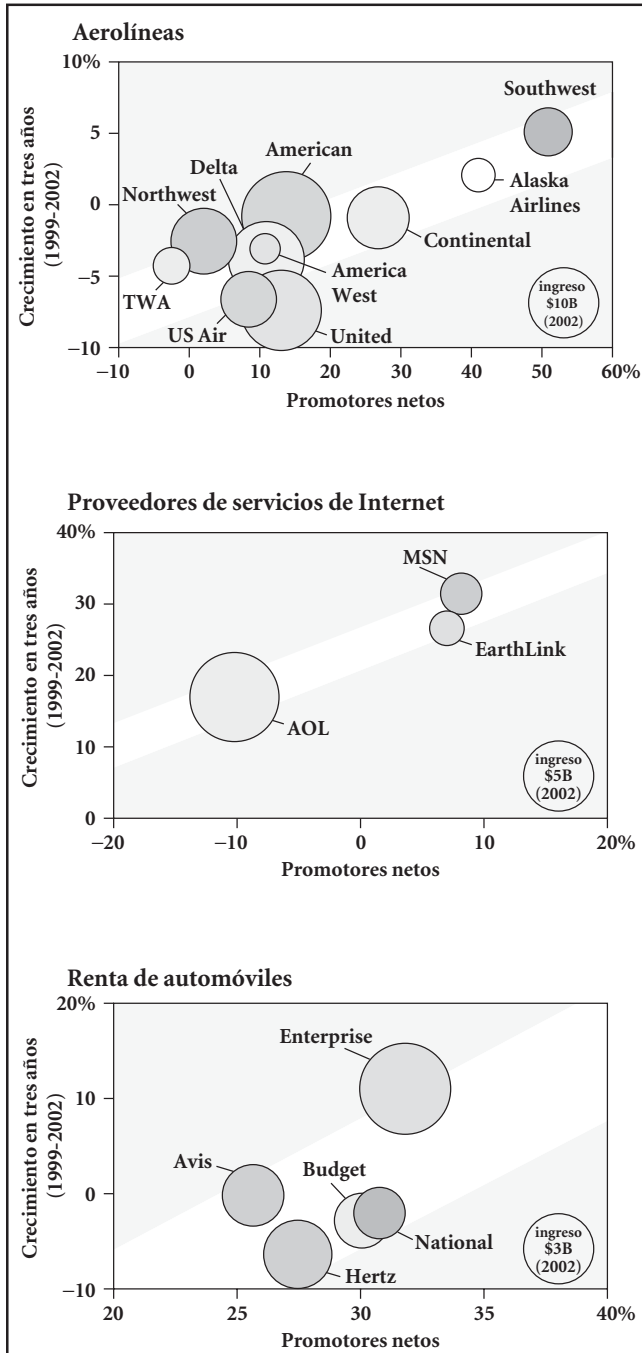 Aerolíneas
Crecimiento en tres años
(1999-2002)
10%
5
0
−5
−10
Southwest
American
Delta
Northwest
Alaska
Airlines
Continental
America
West
TWA
US Air
United
ingreso
$10B
(2002)
−10
0
10
20
30
40
50
60%
Promotores netos
Proveedores de servicios de Internet
Crecimiento en tres años
(1999-2002)
40%
30
20
10
0
MSN
EarthLink
AOL
ingreso
$5B
(2002)
−20
−10
0
10
20%
Promotores netos
Renta de automóviles
Crecimiento en tres años
(1999-2002)
20%
10
0
−10
Enterprise
Avis
Budget
National
Hertz
ingreso
$3B
(2002)
20
25
30
35
40%
Promotores netos